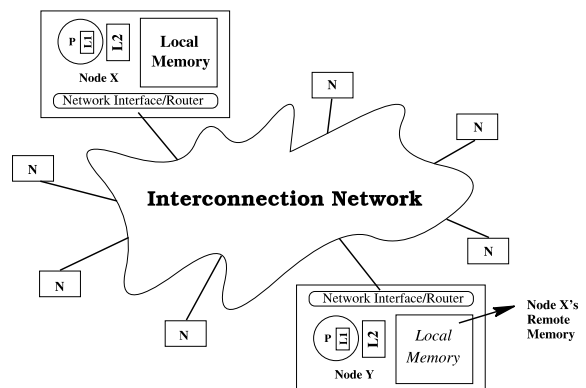 P L1 L2 Local
Memory
Node X
Network Interface/Router
N
N
N
Interconnection Network
N
N
N
Network Interface/Router
P L1 L2 Local
Memory
Node Y
Node X's
Remote
Memory